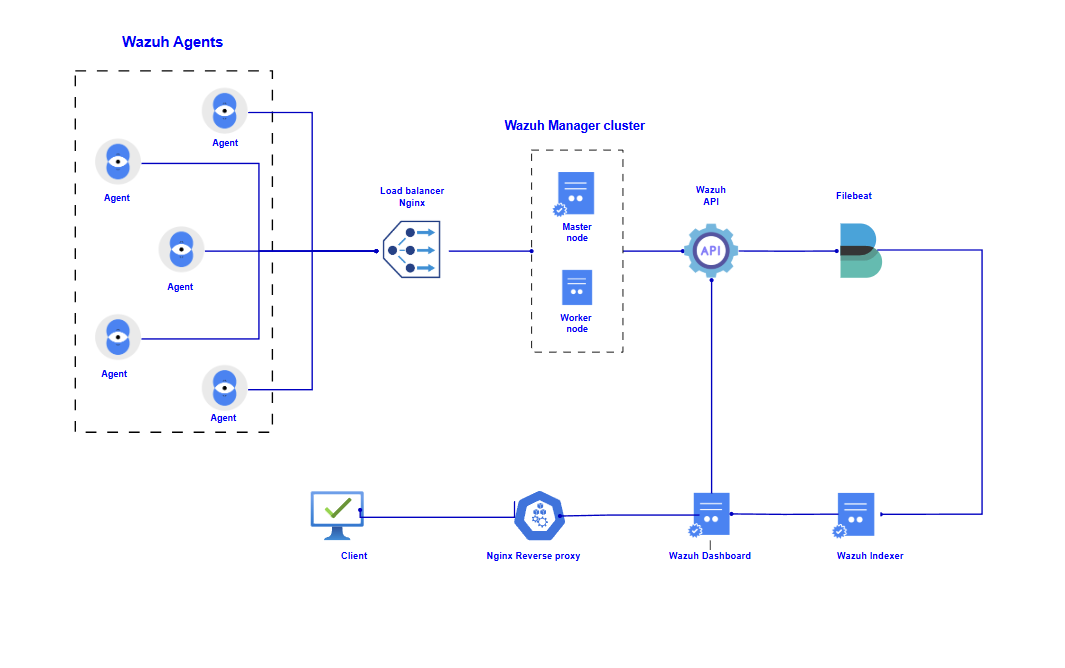 Wazuh Agents
Agent
Agent
Agent
Agent
Agent
Load balancer
Nginx
Wazuh Manager cluster
Master
node
Worker
node
Wazuh
API
API
Filebeat
Client
Nginx Reverse proxy
Wazuh Dashboard
Wazuh Indexer